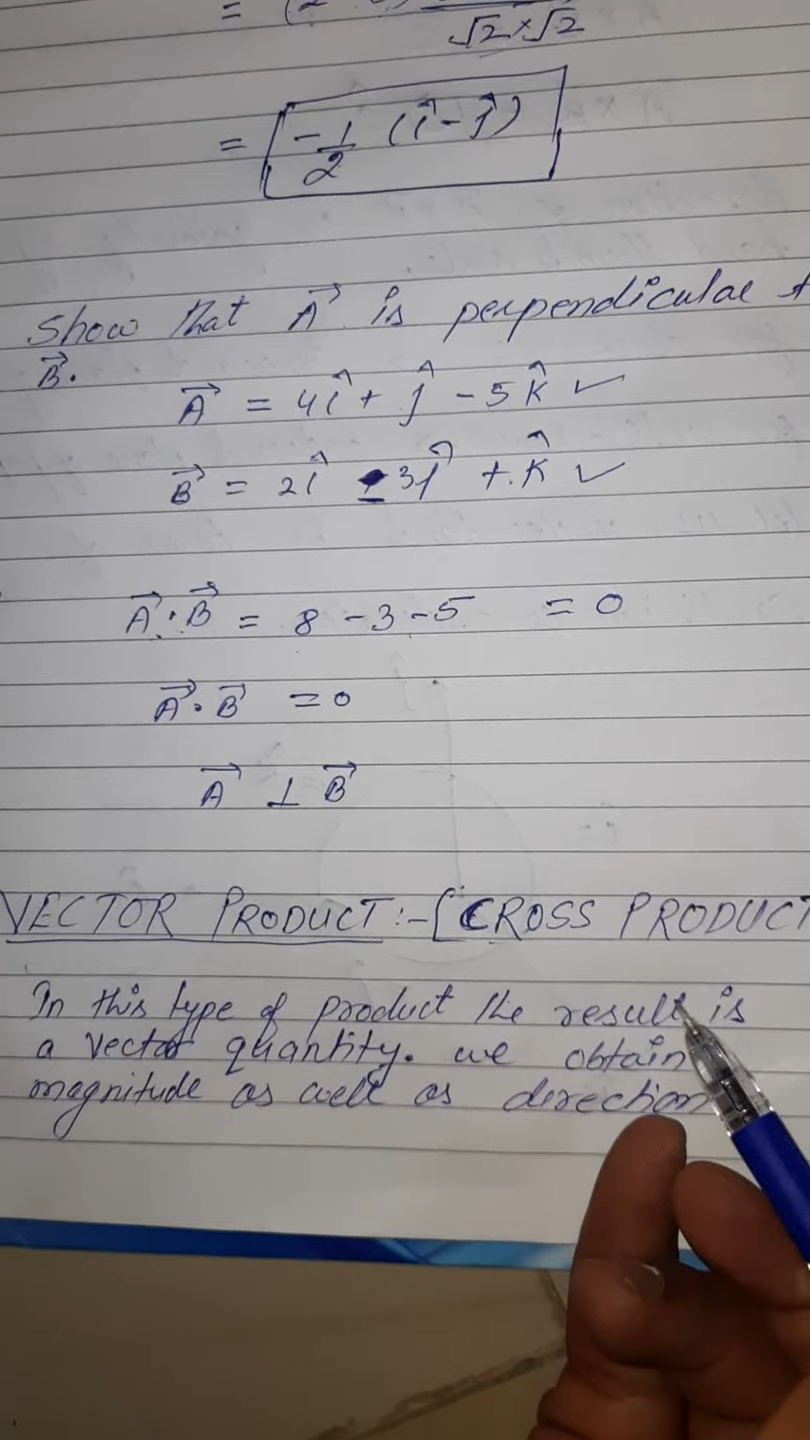 √2 × √2
= -1/2 (î - ĵ)
Show that A⃗ is perpendicular
B⃗.
A⃗ = 4î + ĵ - 5k̂ ✓
B⃗ = 2î - 3ĵ + k̂ ✓
A⃗ . B⃗ = 8 - 3 - 5 = 0
A⃗ . B⃗ = 0
A⃗ ⊥ B⃗
VECTOR PRODUCT :- [CROSS PRODUCT
In this type of product the result is
a vector quantity. we obtain
magnitude as well as direction